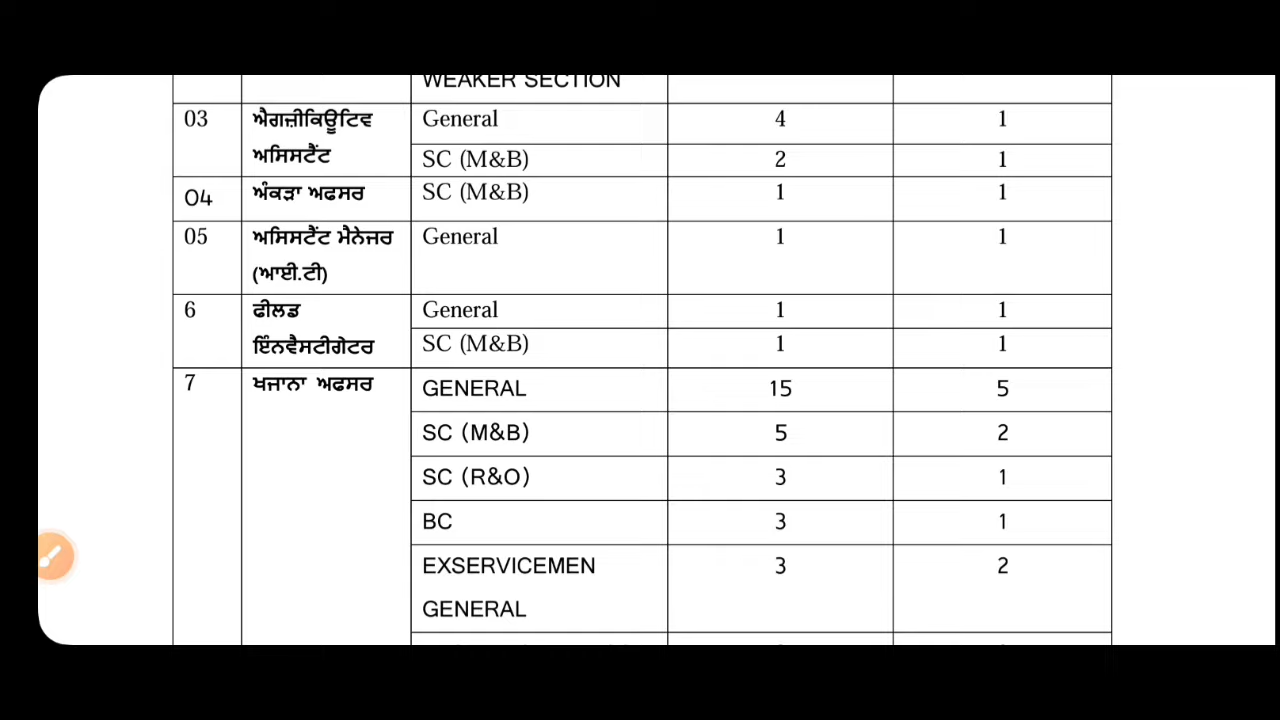 WEAKER SECTION
03 ਐਗਜ਼ੀਕਿਊਟਿਵ General 4 1
ਅਸਿਸਟੈਂਟ SC (M&B) 2 1
04 ਅੰਕੜਾ ਅਫਸਰ SC (M&B) 1 1
05 ਅਸਿਸਟੈਂਟ ਮੈਨੇਜਰ General 1 1
(ਆਈ.ਟੀ)
6 ਫੀਲਡ General 1 1
ਇੰਨਵੈਸਟੀਗੇਟਰ SC (M&B) 1 1
7 ਖਜਾਨਾ ਅਫਸਰ GENERAL 15 5
SC (M&B) 5 2
SC (R&O) 3 1
BC 3 1
EXSERVICEMEN 3 2
GENERAL